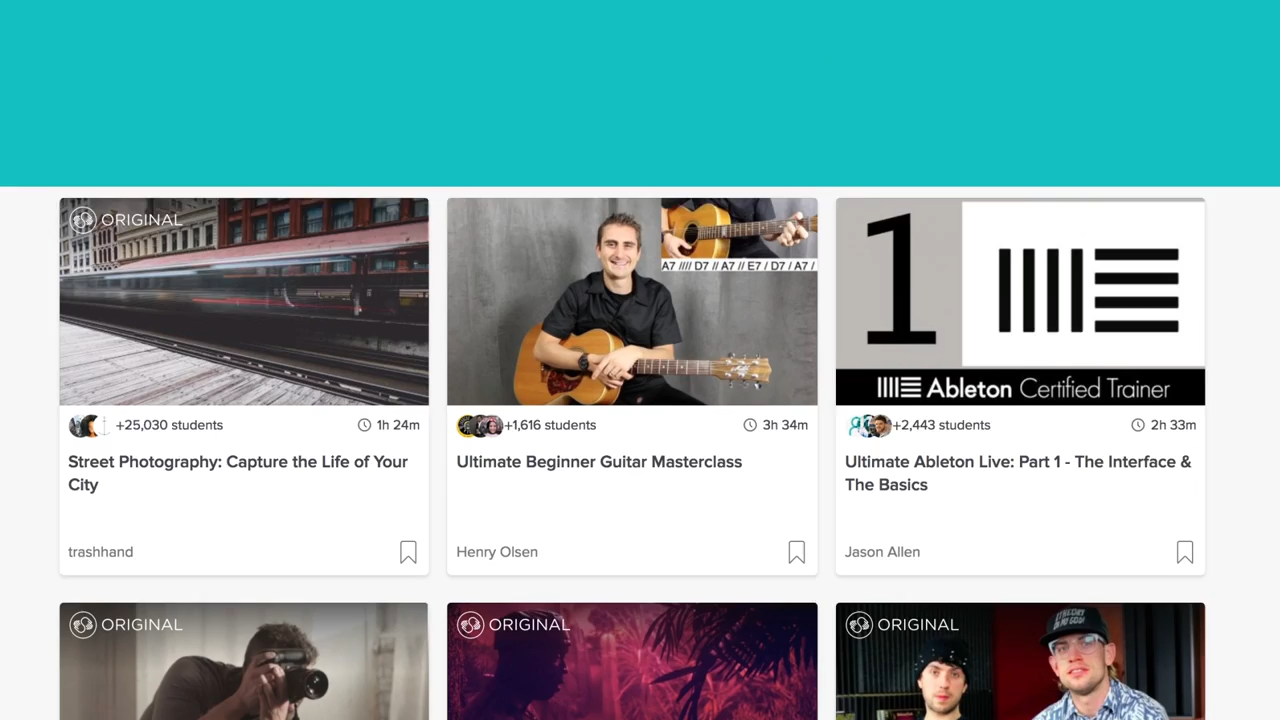 ORIGINAL
A7 //// D7 // A7 // E7 / D7 / A7 /
1
Ableton Certified Trainer
+25,030 students
1h 24m
+1,616 students
3h 34m
+2,443 students
2h 33m
Street Photography: Capture the Life of Your
City
Ultimate Beginner Guitar Masterclass
Ultimate Ableton Live: Part 1 - The Interface &
The Basics
trashhand
Henry Olsen
Jason Allen
ORIGINAL
ORIGINAL
ORIGINAL